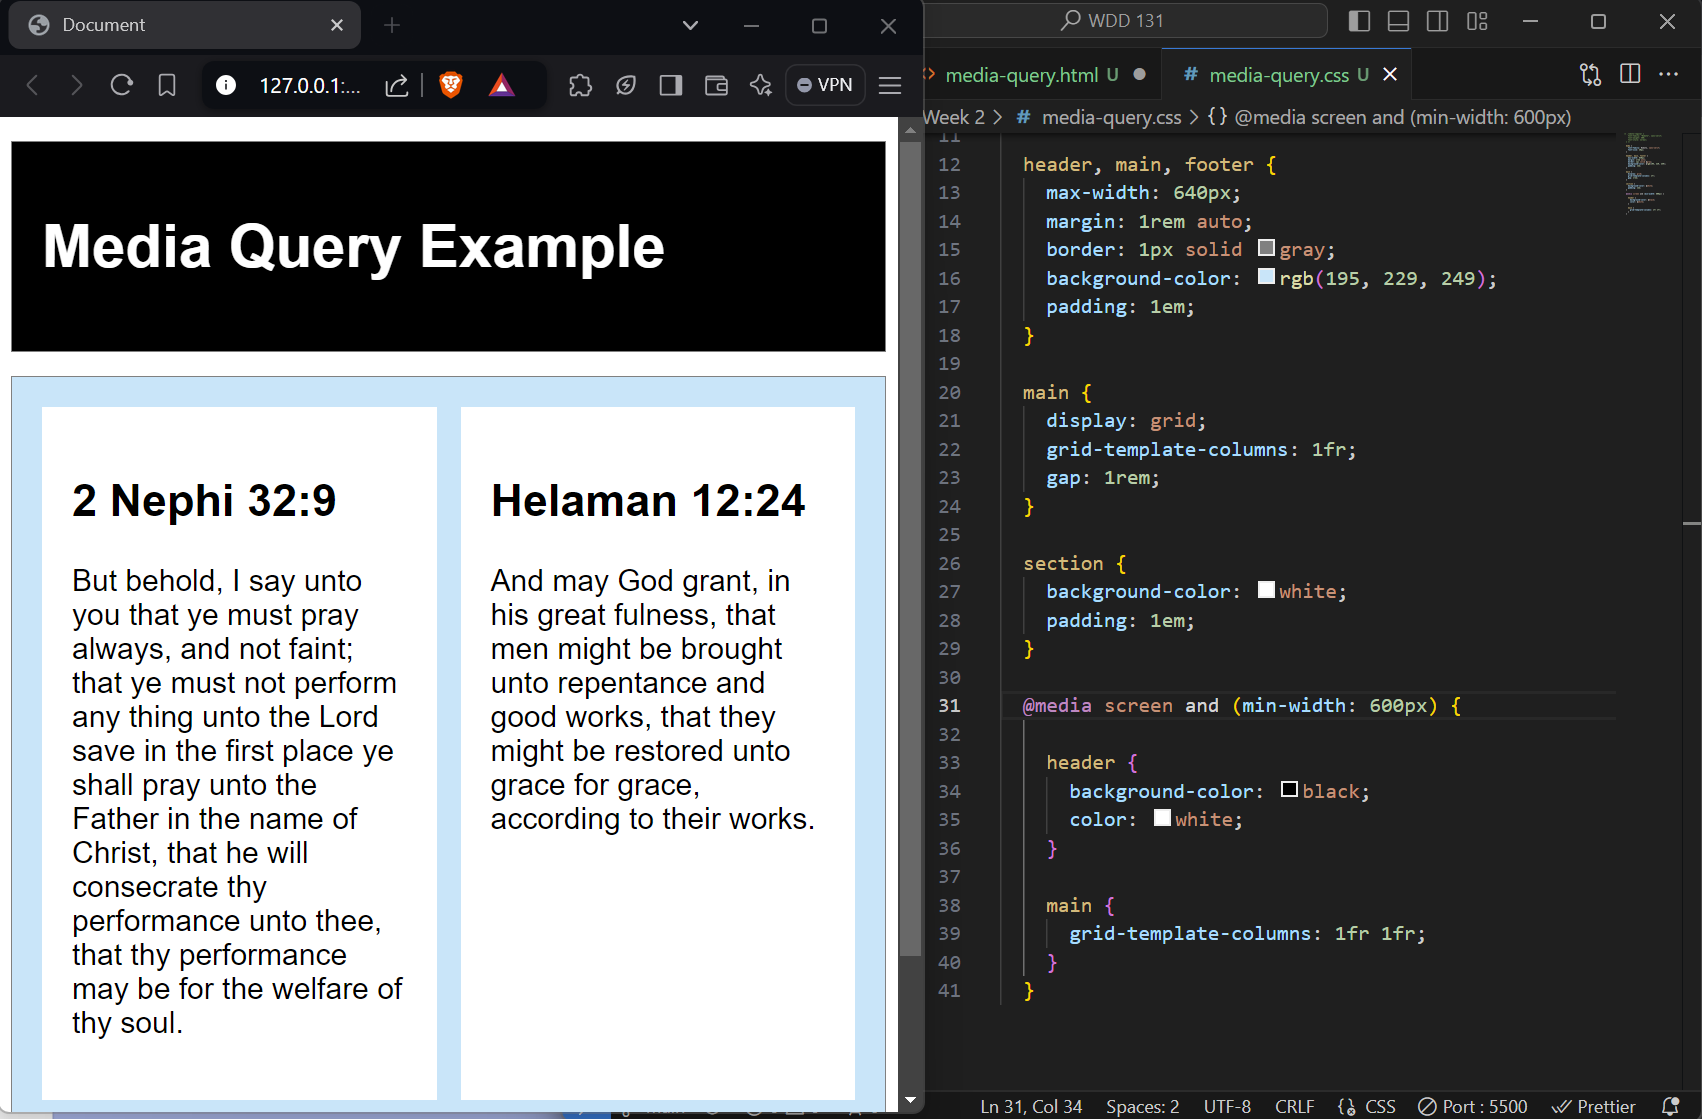 Document
127.0.0.1:...
VPN
Media Query Example
2 Nephi 32:9
But behold, I say unto
you that ye must pray
always, and not faint;
that ye must not perform
any thing unto the Lord
save in the first place ye
shall pray unto the
Father in the name of
Christ, that he will
consecrate thy
performance unto thee,
that thy performance
may be for the welfare of
thy soul.
Helaman 12:24
And may God grant, in
his great fulness, that
men might be brought
unto repentance and
good works, that they
might be restored unto
grace for grace,
according to their works.
WDD 131
media-query.html U
# media-query.css U
Week 2 > # media-query.css > {} @media screen and (min-width: 600px)
11
12 header, main, footer {
13 max-width: 640px;
14 margin: 1rem auto;
15 border: 1px solid gray;
16 background-color: rgb(195, 229, 249);
17 padding: 1em;
18 }
19
20 main {
21 display: grid;
22 grid-template-columns: 1fr;
23 gap: 1rem;
24 }
25
26 section {
27 background-color: white;
28 padding: 1em;
29 }
30
31 @media screen and (min-width: 600px) {
32
33 header {
34 background-color: black;
35 color: white;
36 }
37
38 main {
39 grid-template-columns: 1fr 1fr;
40 }
41 }
Ln 31, Col 34 Spaces: 2 UTF-8 CRLF {} CSS Port : 5500 Prettier